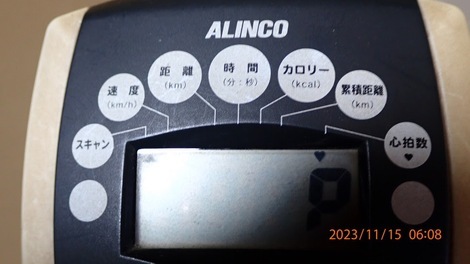 ALINCO
時間
(分:秒)
距離
(km)
カロリー
(kcal)
速度
(km/h)
累積距離
(km)
スキャン
心拍数
♥
♥
P
2023/11/15 06:08